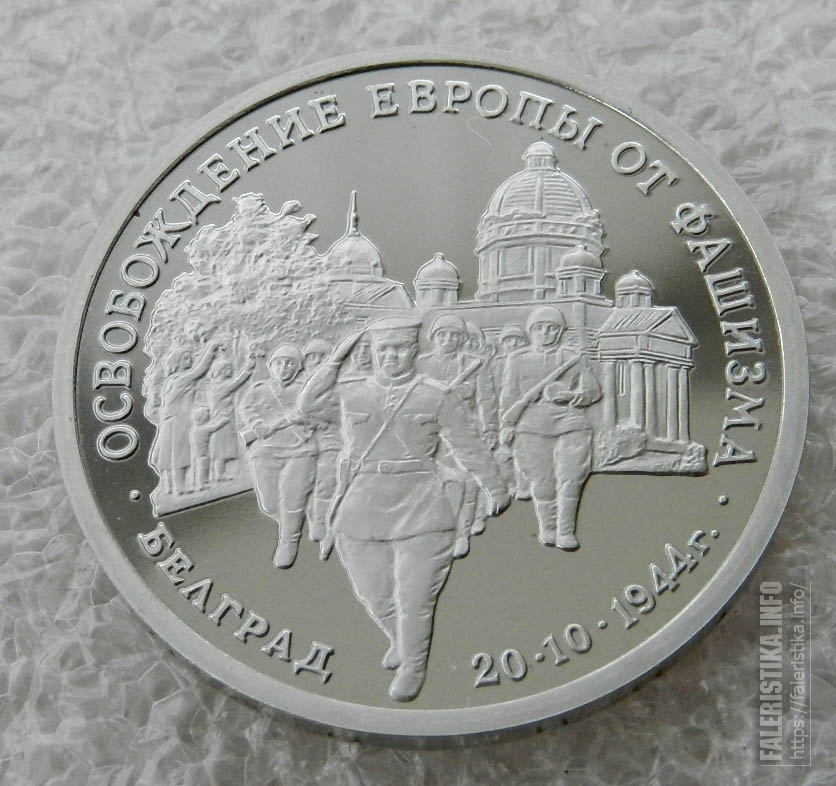 ОСВОБОЖДЕНИЕ ЕВРОПЫ ОТ ФАШИЗМА
· БЕЛГРАД 20·10·1944г. ·
FALERISTIKA.INFO
https://faleristika.info/